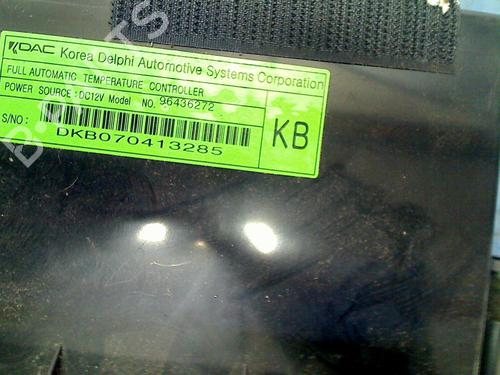 KDAC Korea Delphi Automotive Systems Corporation
FULL AUTOMATIC TEMPERATURE CONTROLLER
POWER SOURCE : DC12V Model NO. 96436272
S/NO :
DKB070413285
KB
B-PARTS